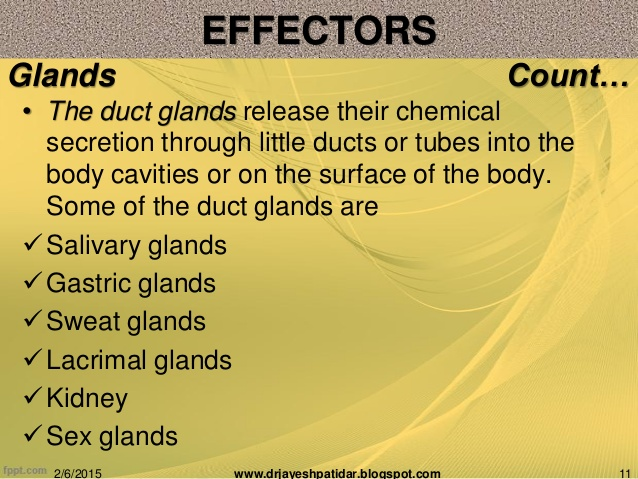 EFFECTORS
Glands Count…
• The duct glands release their chemical
secretion through little ducts or tubes into the
body cavities or on the surface of the body.
Some of the duct glands are
✓Salivary glands
✓Gastric glands
✓Sweat glands
✓Lacrimal glands
✓Kidney
✓Sex glands
fppt.com 2/6/2015 www.drjayeshpatidar.blogspot.com 11